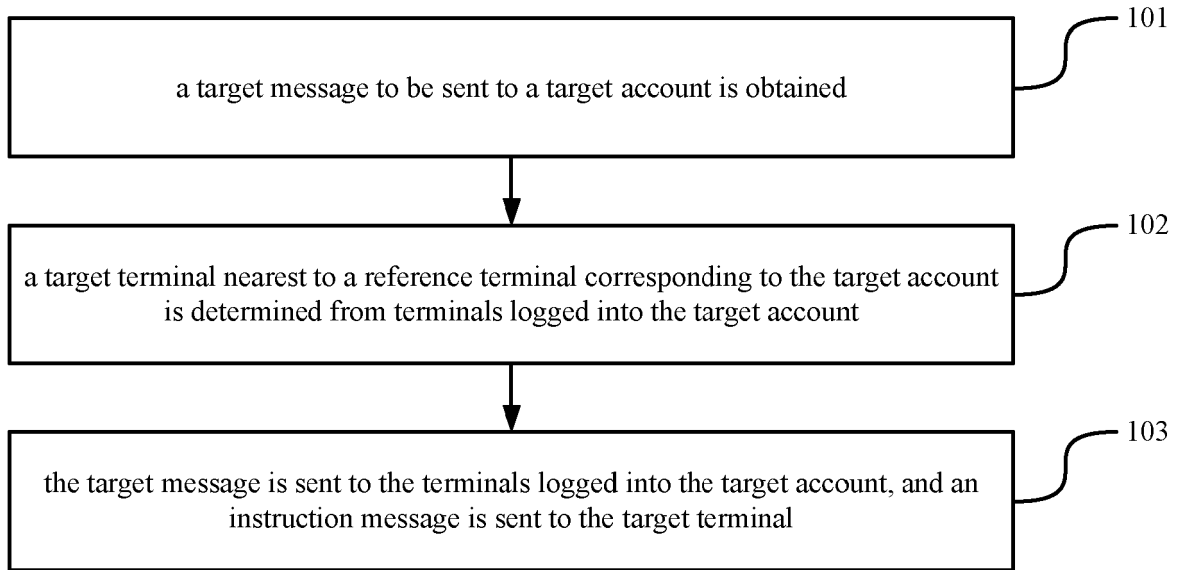 101
a target message to be sent to a target account is obtained
102
a target terminal nearest to a reference terminal corresponding to the target account
is determined from terminals logged into the target account
103
the target message is sent to the terminals logged into the target account, and an
instruction message is sent to the target terminal